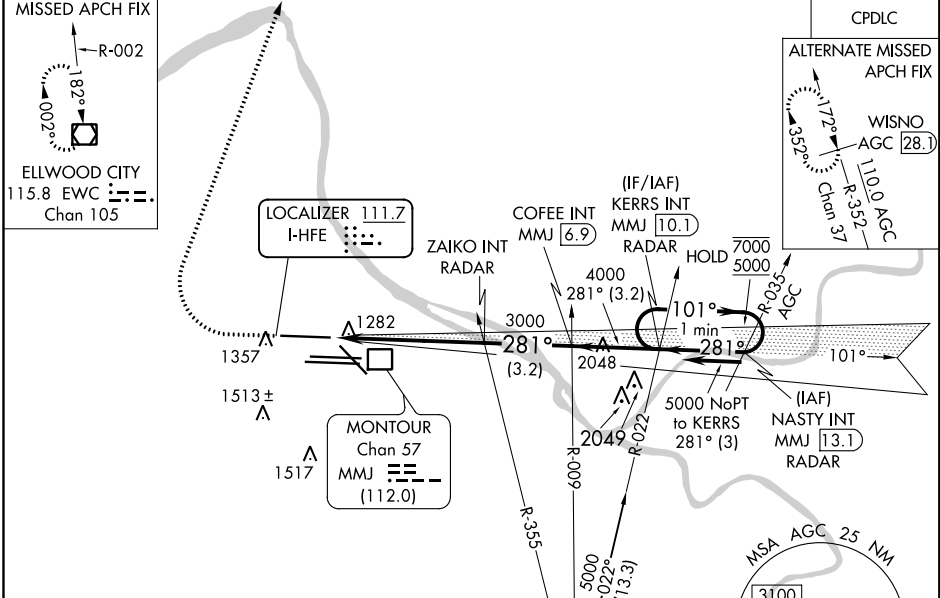 MISSED APCH FIX
R-002
182°
002°
ELLWOOD CITY
115.8 EWC
Chan 105
CPDLC
ALTERNATE MISSED
APCH FIX
172°
352°
WISNO
AGC 28.1
110.0 AGC
R-352
Chan 37
LOCALIZER 111.7
I-HFE
ZAIKO INT
RADAR
COFEE INT
MMJ 6.9
(IF/IAF)
KERRS INT
MMJ 10.1
RADAR
HOLD 7000
5000
R-035
AGC
4000
281° (3.2)
101°
1 min
281°
101°
3000
281°
(3.2)
2048
1282
1357
1513 ±
1517
2049
MONTOUR
Chan 57
MMJ
(112.0)
5000 NoPT
to KERRS
281° (3)
(IAF)
NASTY INT
MMJ 13.1
RADAR
R-022
R-009
R-355
5000
022°
13.3)
MSA AGC 25 NM
3100